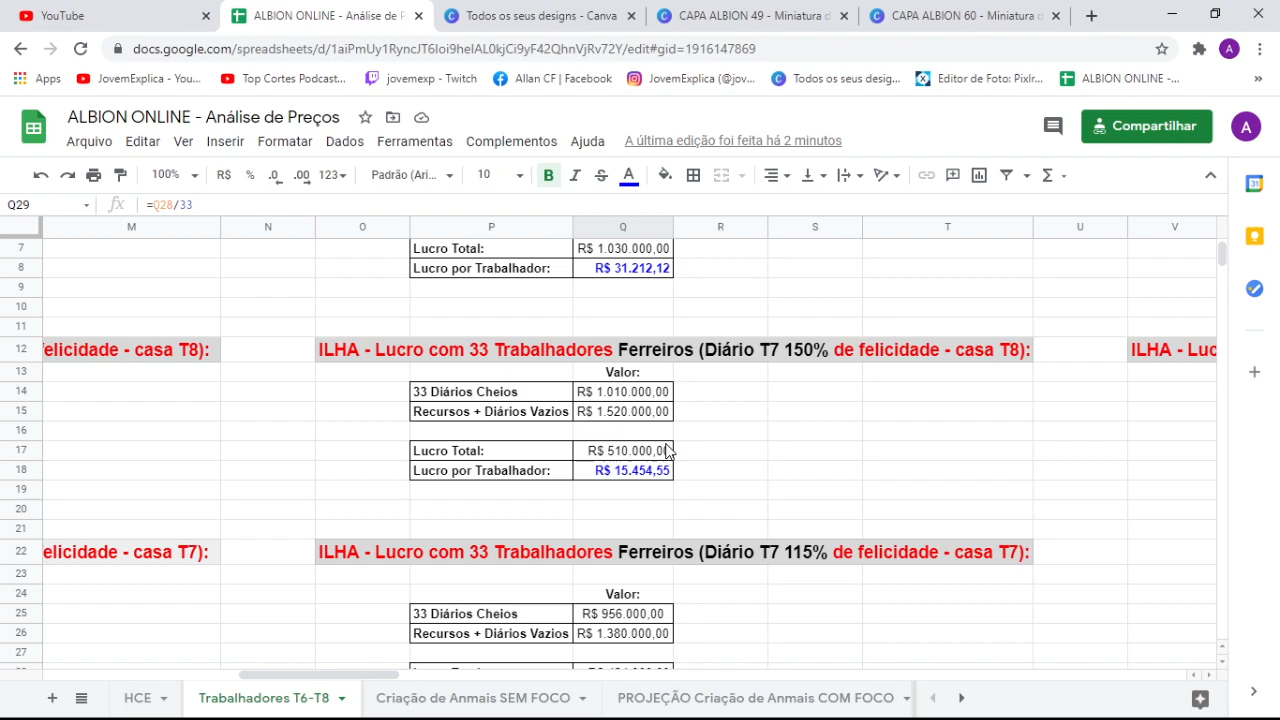 YouTube
ALBION ONLINE - Análise de P
Todos os seus designs - Canva
CAPA ALBION 49 - Miniatura d
CAPA ALBION 60 - Miniatura de
docs.google.com/spreadsheets/d/1aiPmUy1RyncJT6Ioi9heIAL0kjCi9yF42QhnVjRv72Y/edit#gid=1916147869
A
Apps
JovemExplica - You...
Top Cortes Podcast...
jovemexp - Twitch
Allan CF | Facebook
JovemExplica (@jov...
Todos os seus desig...
Editor de Foto: Pixlr...
ALBION ONLINE -...
»
ALBION ONLINE - Análise de Preços
Compartilhar
A
Arquivo Editar Ver Inserir Formatar Dados Ferramentas Complementos Ajuda A última edição foi feita há 2 minutos
100% R$ % .0 .00 123 Padrão (Ari... 10 B I S A Σ
31
Q29 fx =Q28/33
M N O P Q R S T U V
7 Lucro Total: R$ 1.030.000,00
8 Lucro por Trabalhador: R$ 31.212,12
9
10
11
12 felicidade - casa T8): ILHA - Lucro com 33 Trabalhadores Ferreiros (Diário T7 150% de felicidade - casa T8): ILHA - Luc
13 Valor:
14 33 Diários Cheios R$ 1.010.000,00
15 Recursos + Diários Vazios R$ 1.520.000,00
16
17 Lucro Total: R$ 510.000,00
18 Lucro por Trabalhador: R$ 15.454,55
19
20
21
22 elicidade - casa T7): ILHA - Lucro com 33 Trabalhadores Ferreiros (Diário T7 115% de felicidade - casa T7):
23
24 Valor:
25 33 Diários Cheios R$ 956.000,00
26 Recursos + Diários Vazios R$ 1.380.000,00
27
HCE Trabalhadores T6-T8 Criação de Anmais SEM FOCO PROJEÇÃO Criação de Anmais COM FOCO